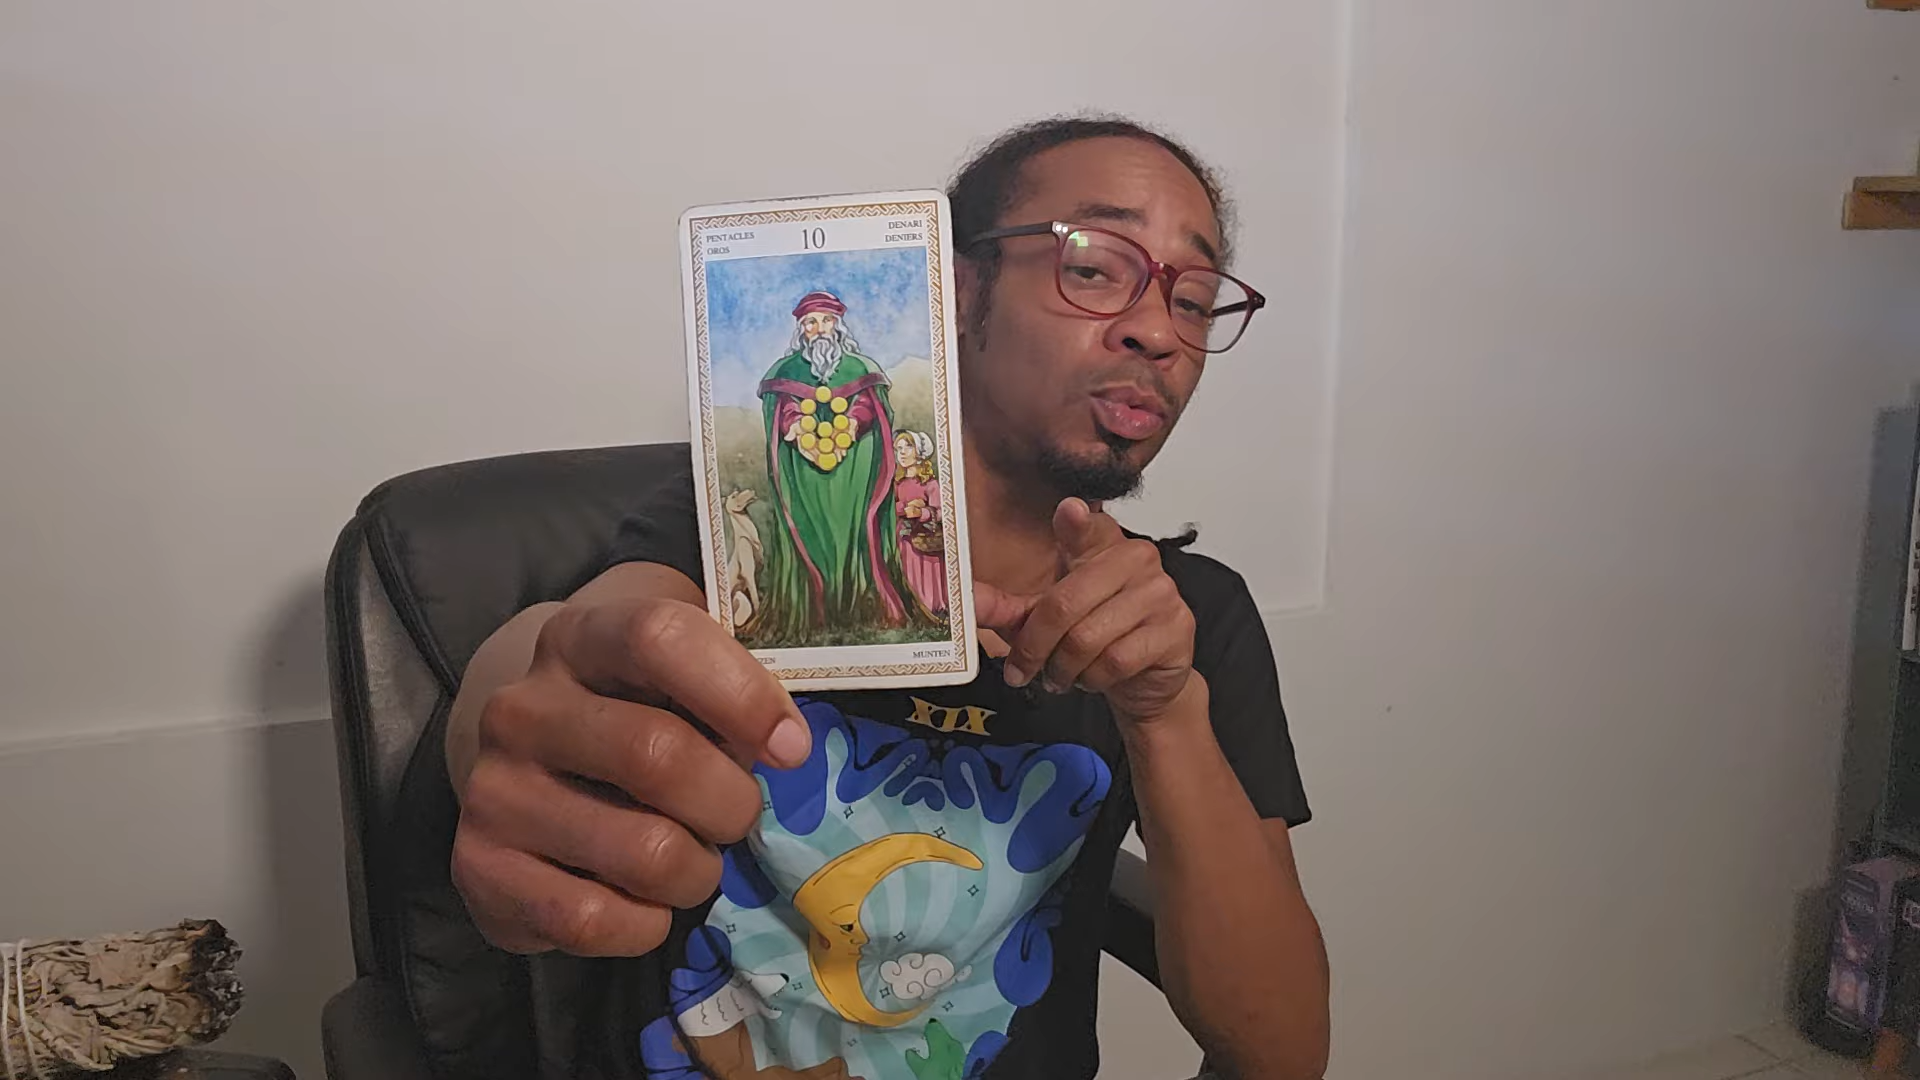 PENTACLES
OROS
10
DENARI
DENIERS
MUNTEN
XIX